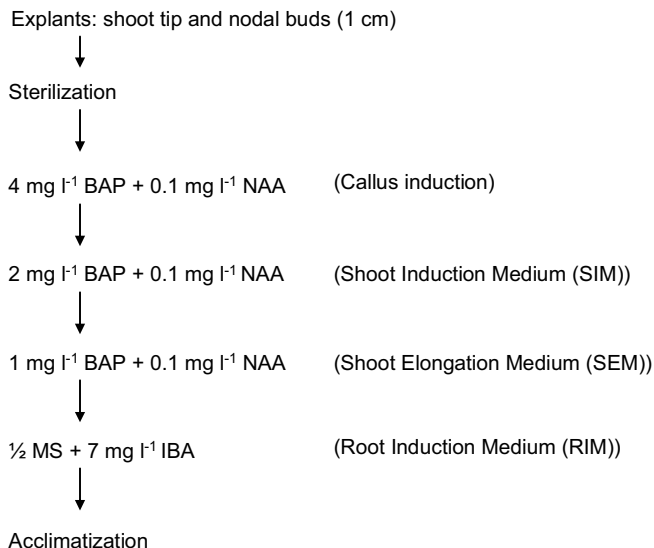 Explants: shoot tip and nodal buds (1 cm)
Sterilization
4 mg l⁻¹ BAP + 0.1 mg l⁻¹ NAA (Callus induction)
2 mg l⁻¹ BAP + 0.1 mg l⁻¹ NAA (Shoot Induction Medium (SIM))
1 mg l⁻¹ BAP + 0.1 mg l⁻¹ NAA (Shoot Elongation Medium (SEM))
½ MS + 7 mg l⁻¹ IBA (Root Induction Medium (RIM))
Acclimatization